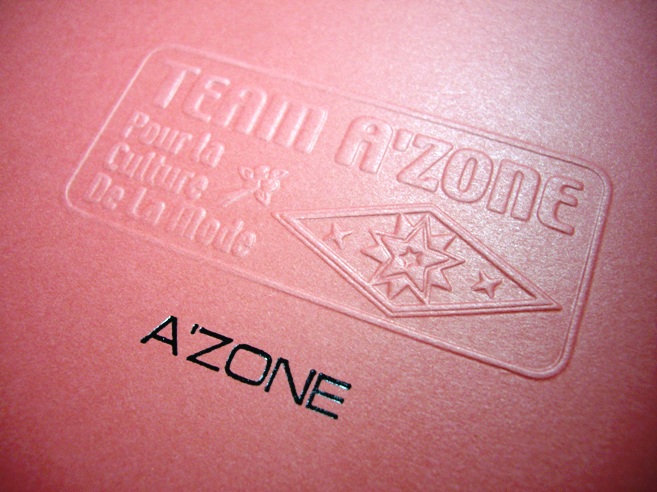 TEAM A'ZONE
Pour la
Culture
De La Mode
A'ZONE